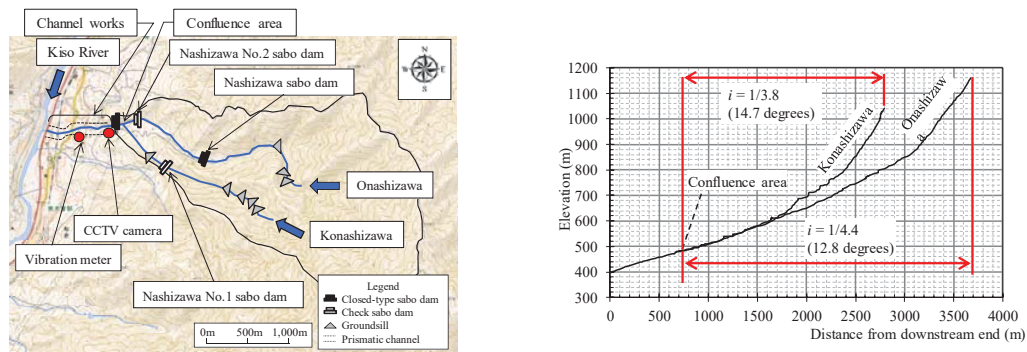 Channel works
Confluence area
Kiso River
Nashizawa No.2 sabo dam
Nashizawa sabo dam
N
W
E
S
Onashizawa
Konashizawa
CCTV camera
Vibration meter
Nashizawa No.1 sabo dam
Legend
Closed-type sabo dam
Check sabo dam
Groundsill
Prismatic channel
0m 500m 1,000m
Elevation (m)
1200
1100
1000
900
800
700
600
500
400
300
i = 1/3.8
(14.7 degrees)
Konashizawa
Onashizaw
a
Confluence area
i = 1/4.4
(12.8 degrees)
0 500 1000 1500 2000 2500 3000 3500 4000
Distance from downstream end (m)